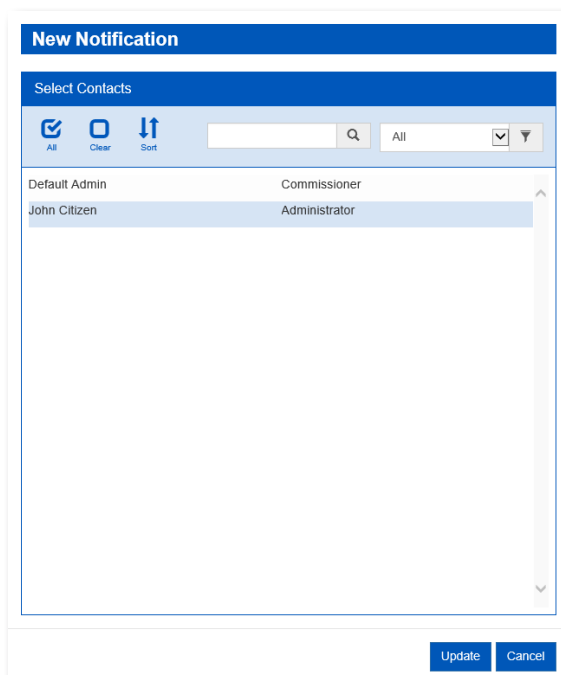 New Notification
Select Contacts
All Clear Sort All
Default Admin Commissioner
John Citizen Administrator
Update Cancel